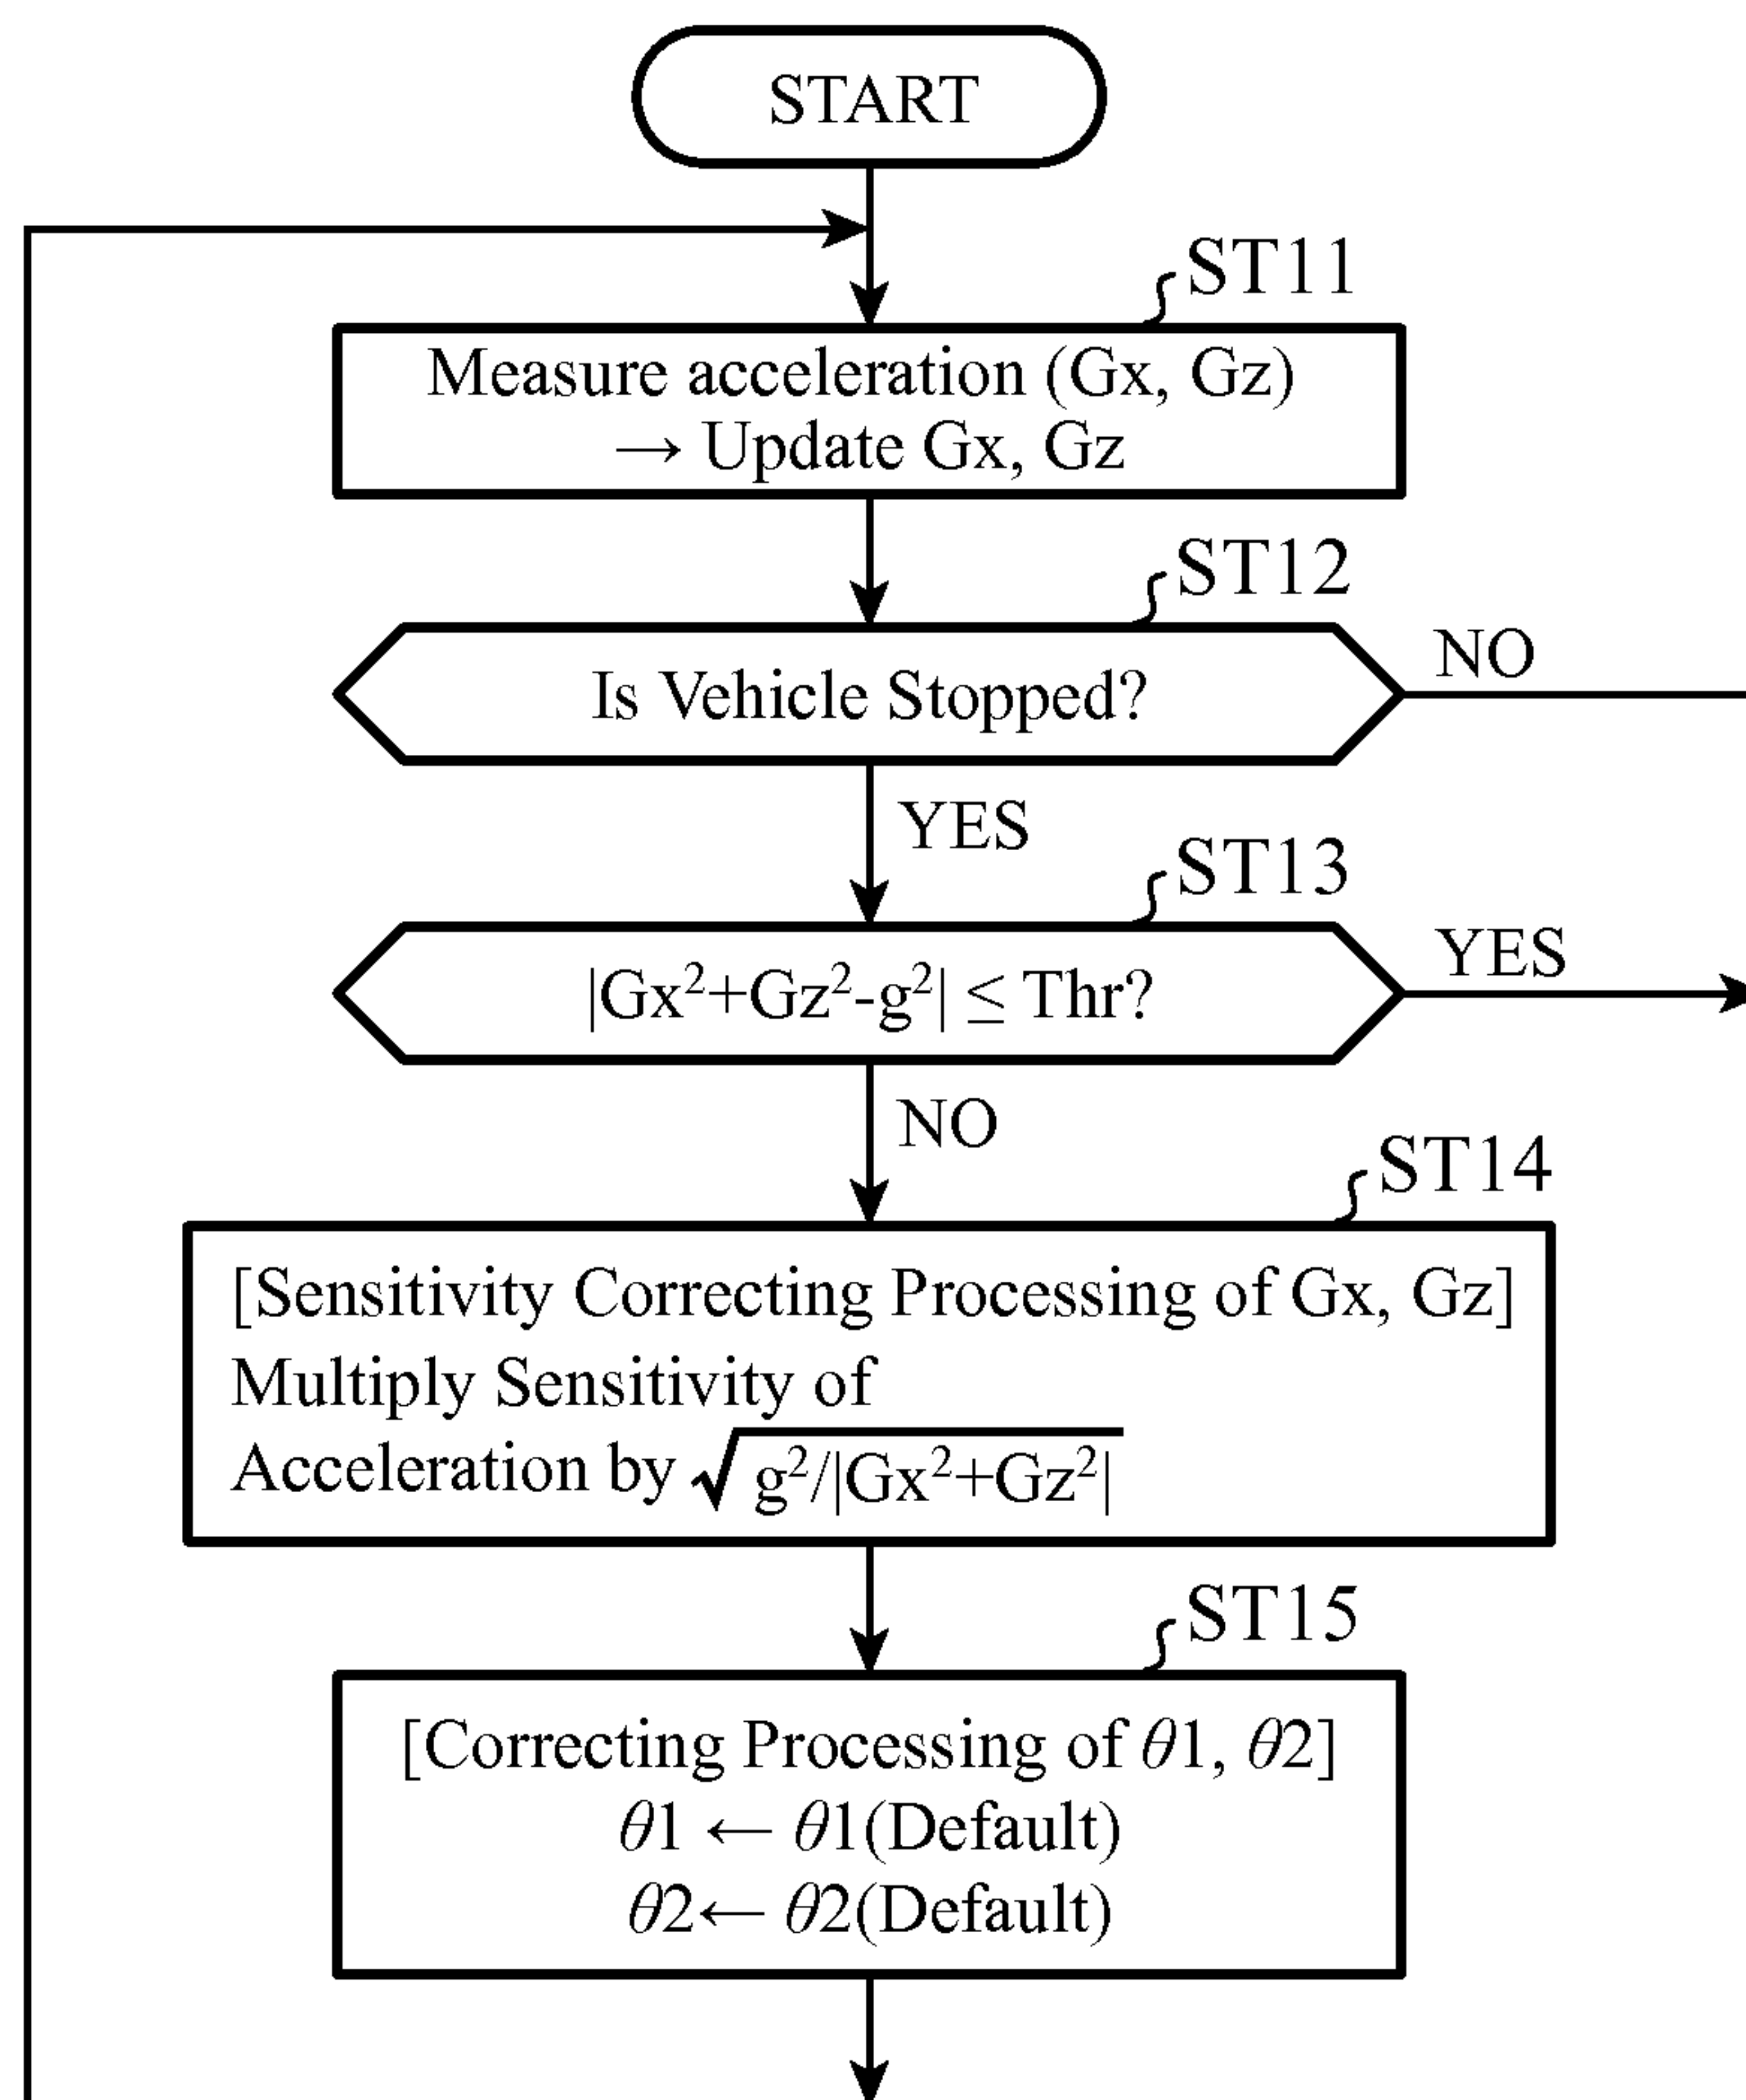 START
ST11
Measure acceleration (Gx, Gz)
→ Update Gx, Gz
ST12
Is Vehicle Stopped?
NO
YES
ST13
|Gx²+Gz²-g²| ≤ Thr?
YES
NO
ST14
[Sensitivity Correcting Processing of Gx, Gz]
Multiply Sensitivity of
Acceleration by √g²/|Gx²+Gz²|
ST15
[Correcting Processing of θ1, θ2]
θ1 ← θ1(Default)
θ2← θ2(Default)